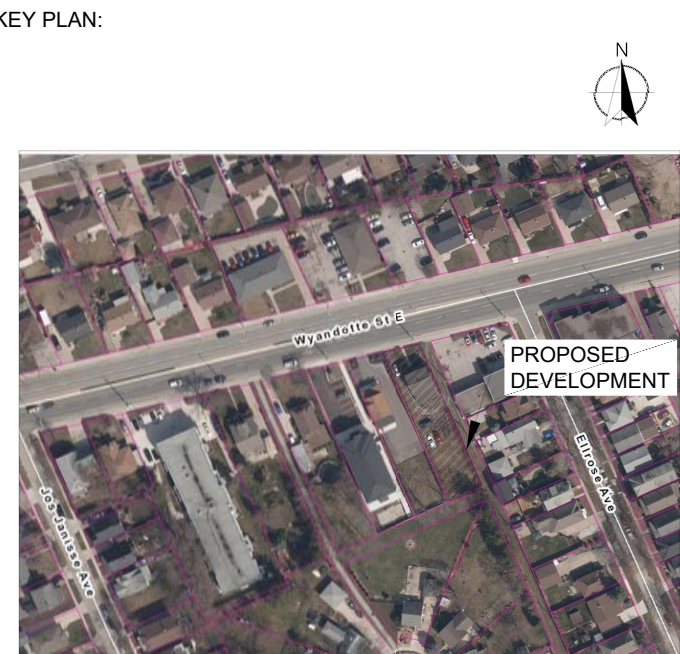 KEY PLAN:
N
Wyandotte St E
PROPOSED
DEVELOPMENT
Ellrose Ave
Jos Janisse Ave